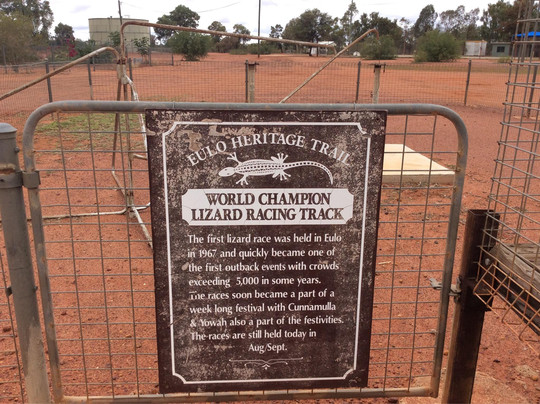 EULO HERITAGE TRAIL
WORLD CHAMPION
LIZARD RACING TRACK
The first lizard race was held in Eulo
in 1967 and quickly became one of
the first outback events with crowds
exceeding 5,000 in some years.
The races soon became a part of a
week long festival with Cunnamulla
& Yowah also a part of the festivities.
The races are still held today in
Aug/Sept.